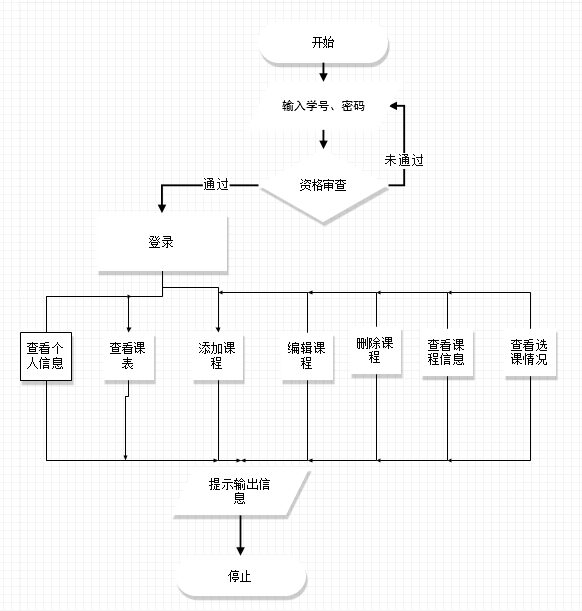 开始
输入学号、密码
未通过
资格审查
通过
登录
查看个
人信息
查看课
表
添加课
程
编辑课
程
删除课
程
查看课
程信息
查看选
课情况
提示输出信
息
停止